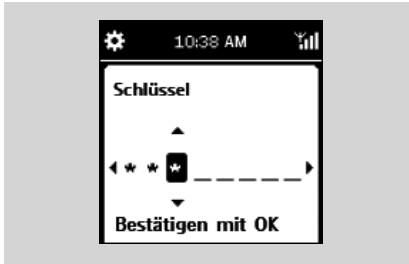 10:38 AM
Schlüssel
* * * _ _ _ _ _
Bestätigen mit OK